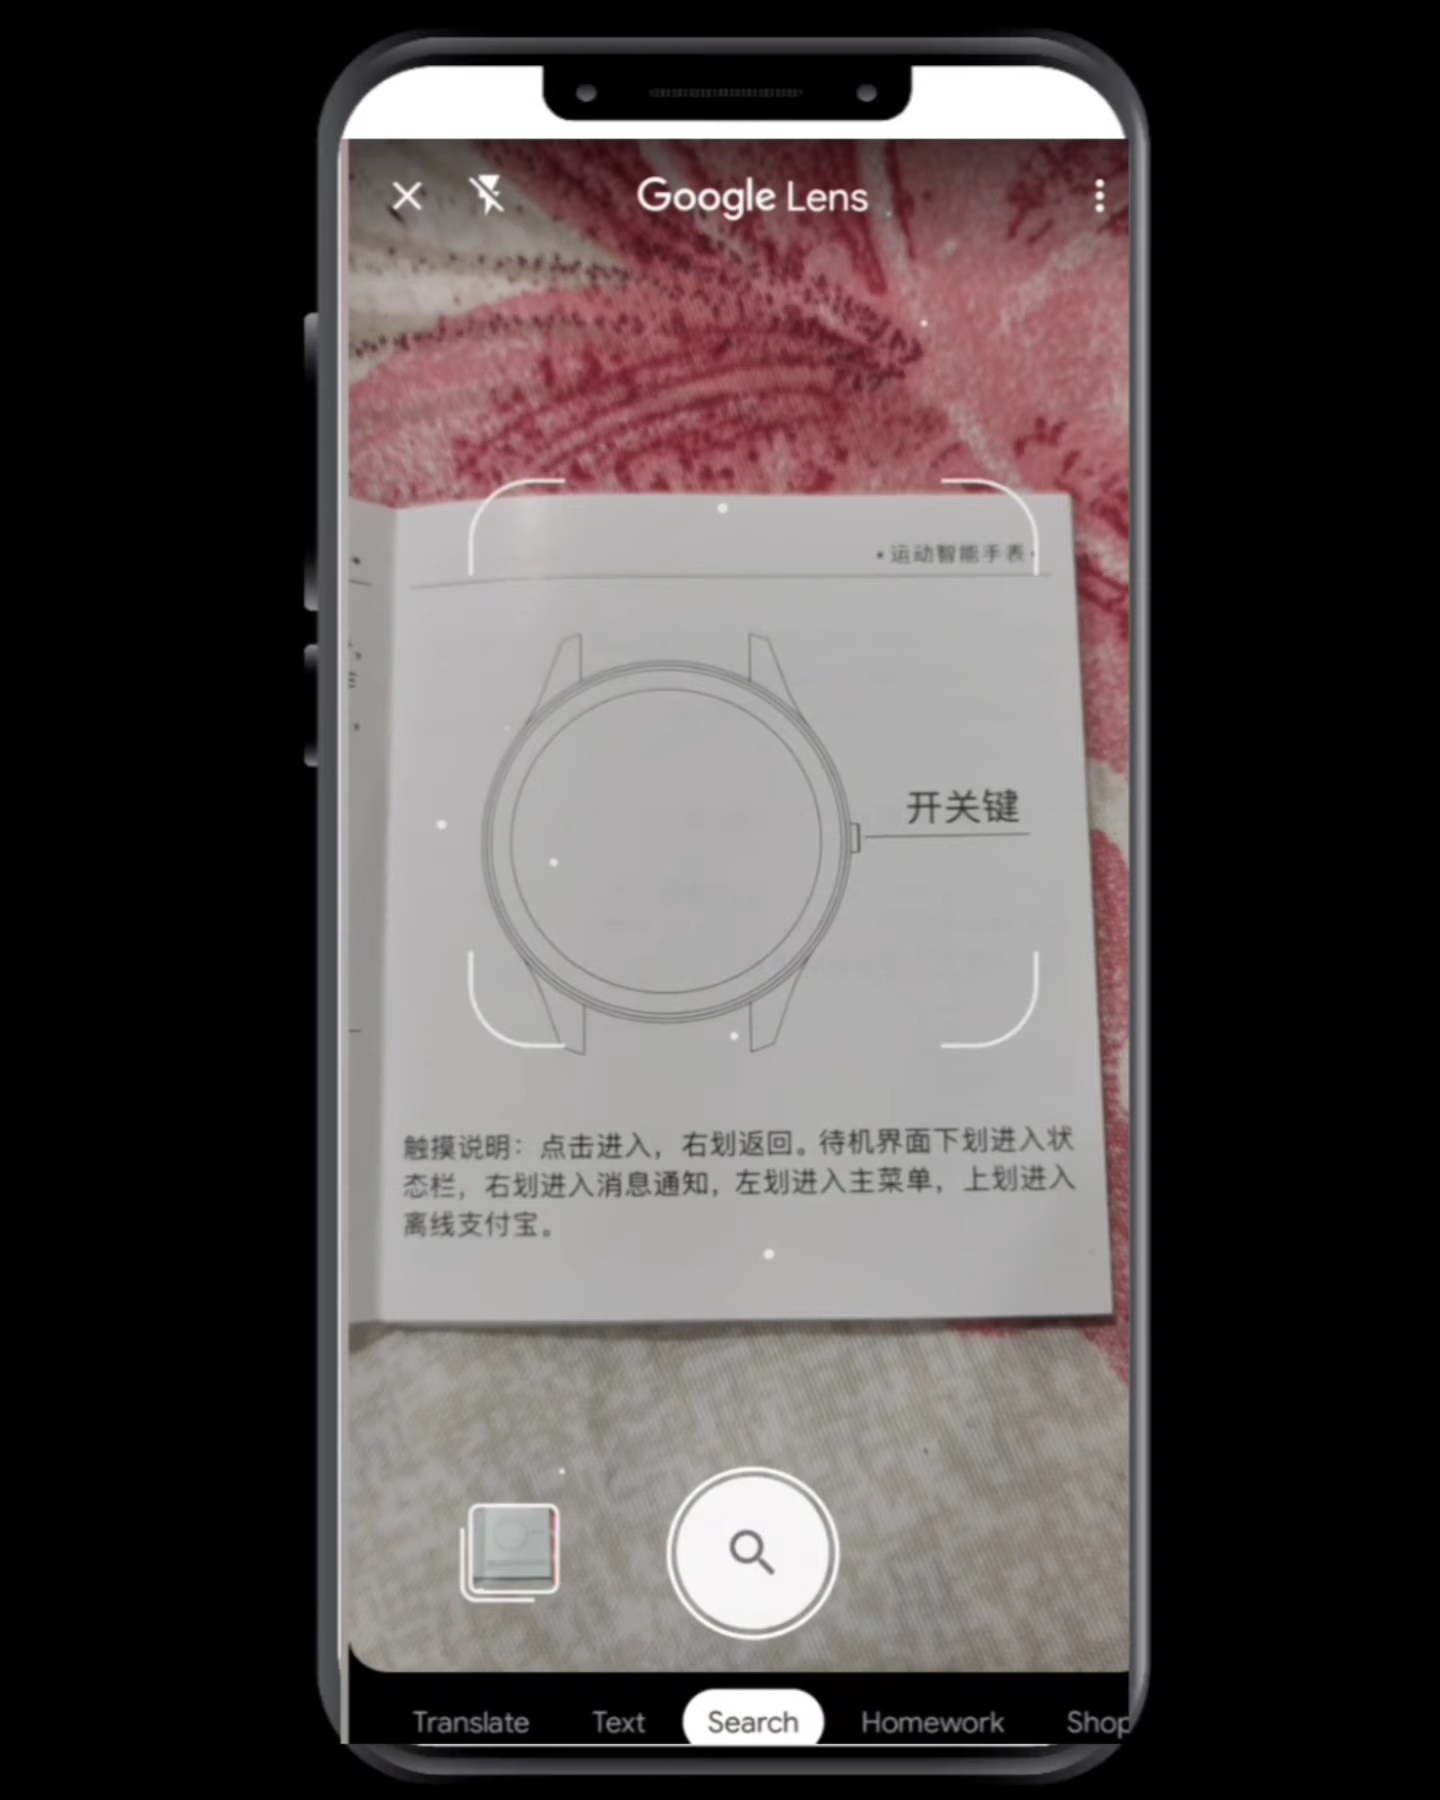 Google Lens
•运动智能手表•
开关键
触摸说明：点击进入，右划返回。待机界面下划进入状
态栏，右划进入消息通知，左划进入主菜单，上划进入
离线支付宝。
Translate Text Search Homework Shop